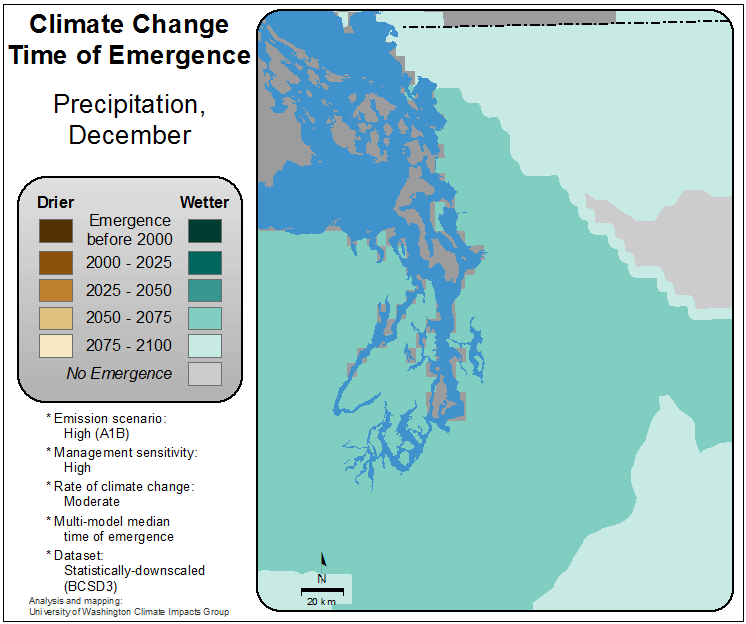 Climate Change
Time of Emergence
Precipitation,
December
Drier Wetter
Emergence
before 2000
2000 - 2025
2025 - 2050
2050 - 2075
2075 - 2100
No Emergence
* Emission scenario:
High (A1B)
* Management sensitivity:
High
* Rate of climate change:
Moderate
* Multi-model median
time of emergence
* Dataset:
Statistically-downscaled
(BCSD3)
Analysis and mapping:
University of Washington Climate Impacts Group
N
20 km